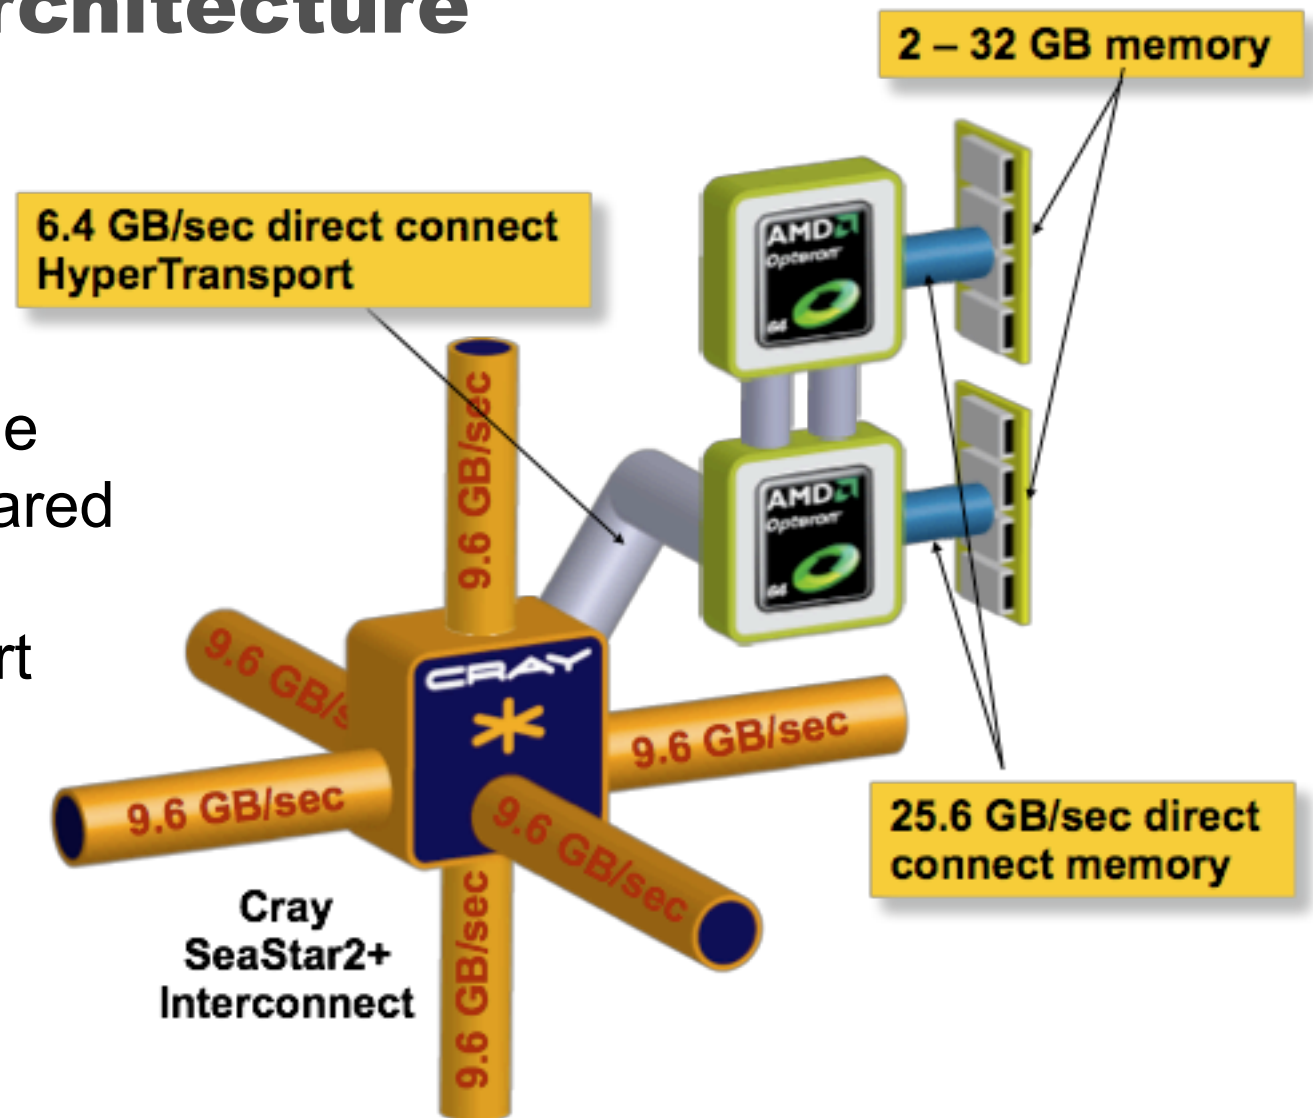 rchitecture
2 – 32 GB memory
6.4 GB/sec direct connect
HyperTransport
AMD
Opteron
64
e
ared
rt
AMD
Opteron
64
9.6 GB/sec
9.6 GB/s
CRAY
9.6 GB/sec
9.6 GB/sec
9.6 GB/sec
9.6 GB/sec
25.6 GB/sec direct
connect memory
Cray
SeaStar2+
Interconnect